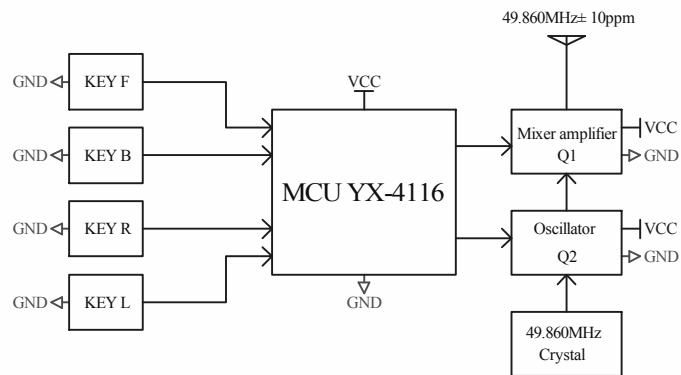 49.860MHz± 10ppm
GND
KEY F
VCC
Mixer amplifier
Q1
VCC
GND
GND
KEY B
MCU YX-4116
GND
KEY R
Oscillator
Q2
VCC
GND
GND
KEY L
GND
49.860MHz
Crystal